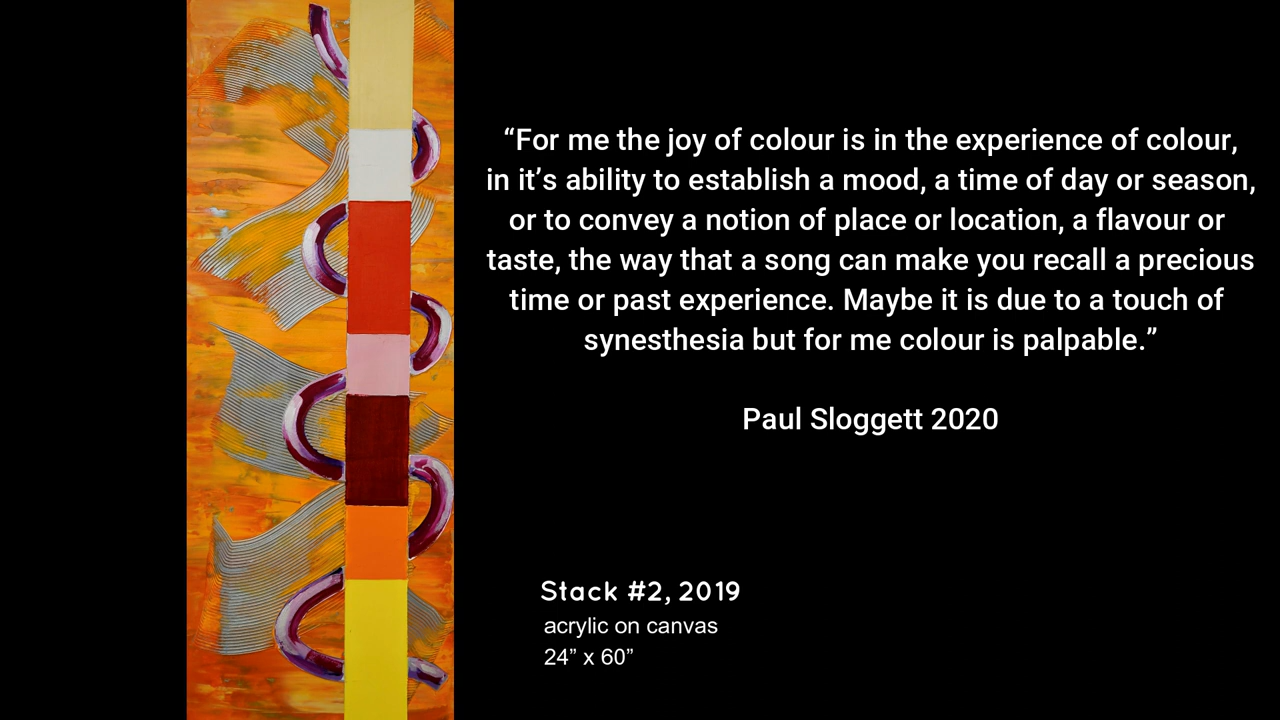 “For me the joy of colour is in the experience of colour,
in it’s ability to establish a mood, a time of day or season,
or to convey a notion of place or location, a flavour or
taste, the way that a song can make you recall a precious
time or past experience. Maybe it is due to a touch of
synesthesia but for me colour is palpable.”
Paul Sloggett 2020
Stack #2, 2019
acrylic on canvas
24” x 60”